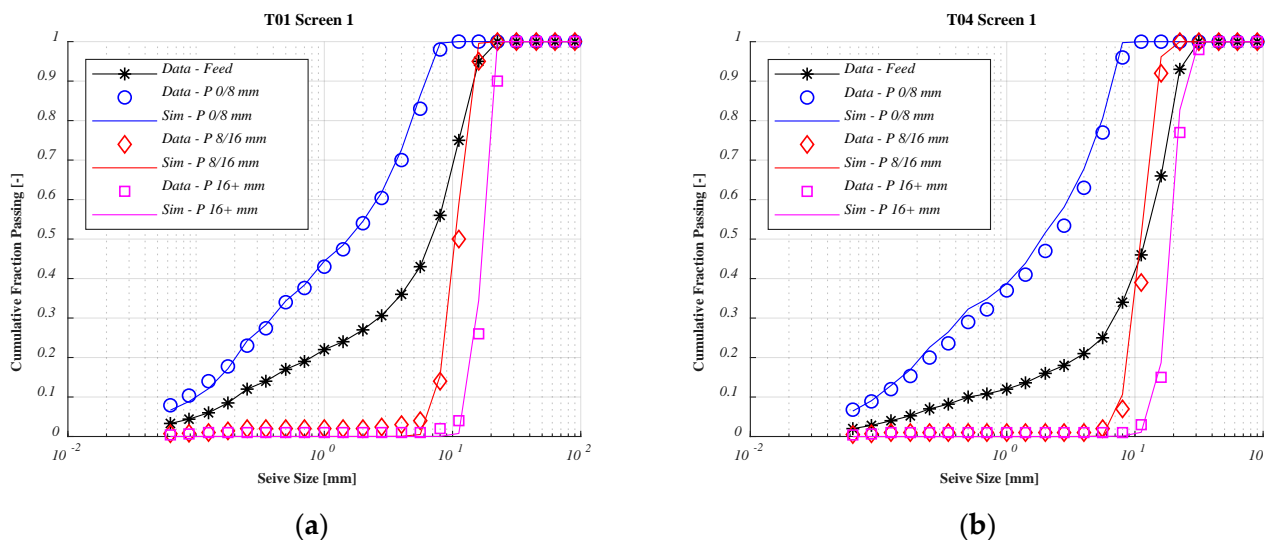 T01 Screen 1
1
0.9
0.8
0.7
0.6
0.5
0.4
0.3
0.2
0.1
0
Cumulative Fraction Passing [-]
Data - Feed
Data - P 0/8 mm
Sim - P 0/8 mm
Data - P 8/16 mm
Sim - P 8/16 mm
Data - P 16+ mm
Sim - P 16+ mm
10 -2 10 -1 10 0 10 1 10 2
Seive Size [mm]
(a)
T04 Screen 1
1
0.9
0.8
0.7
0.6
0.5
0.4
0.3
0.2
0.1
0
Cumulative Fraction Passing [-]
Data - Feed
Data - P 0/8 mm
Sim - P 0/8 mm
Data - P 8/16 mm
Sim - P 8/16 mm
Data - P 16+ mm
Sim - P 16+ mm
10 -2 10 -1 10 0 10 1 10
Seive Size [mm]
(b)